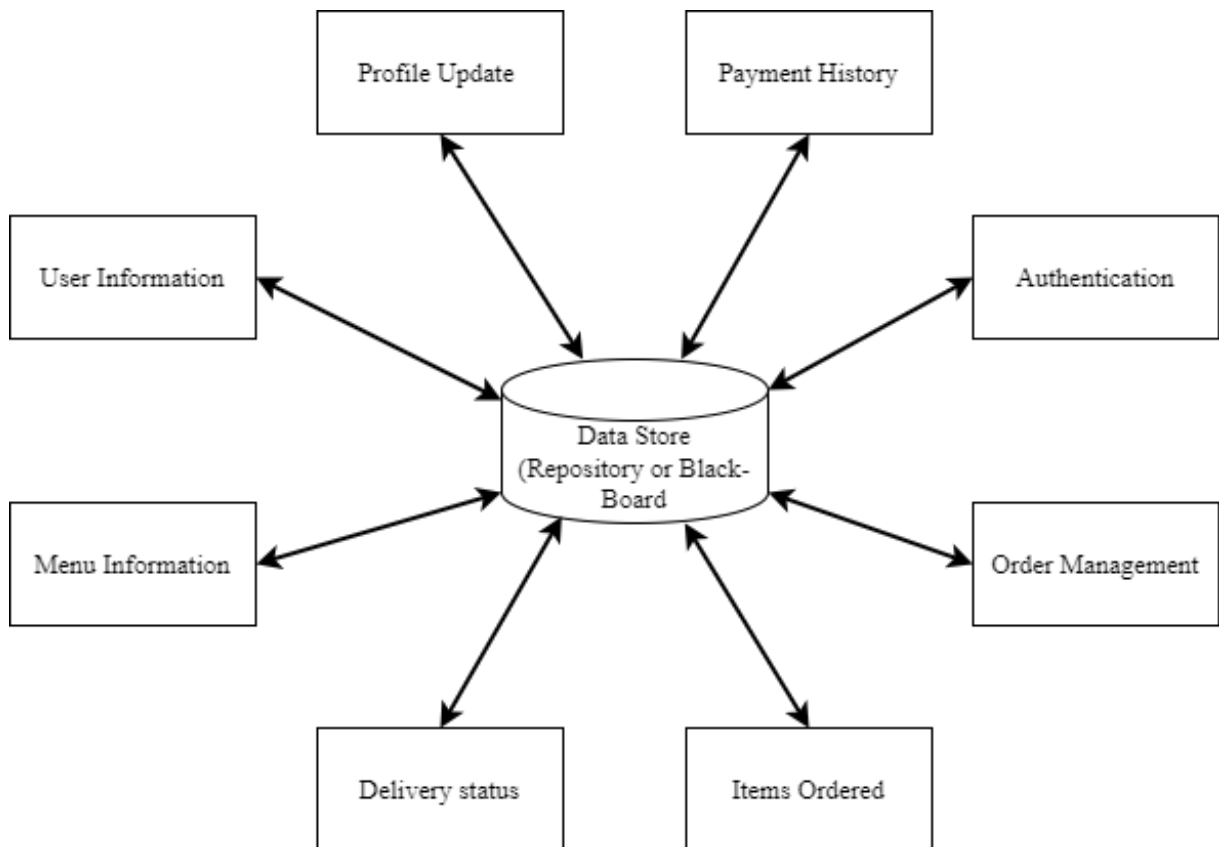 Profile Update
Payment History
User Information
Authentication
Data Store
(Repository or Black-
Board
Menu Information
Order Management
Delivery status
Items Ordered